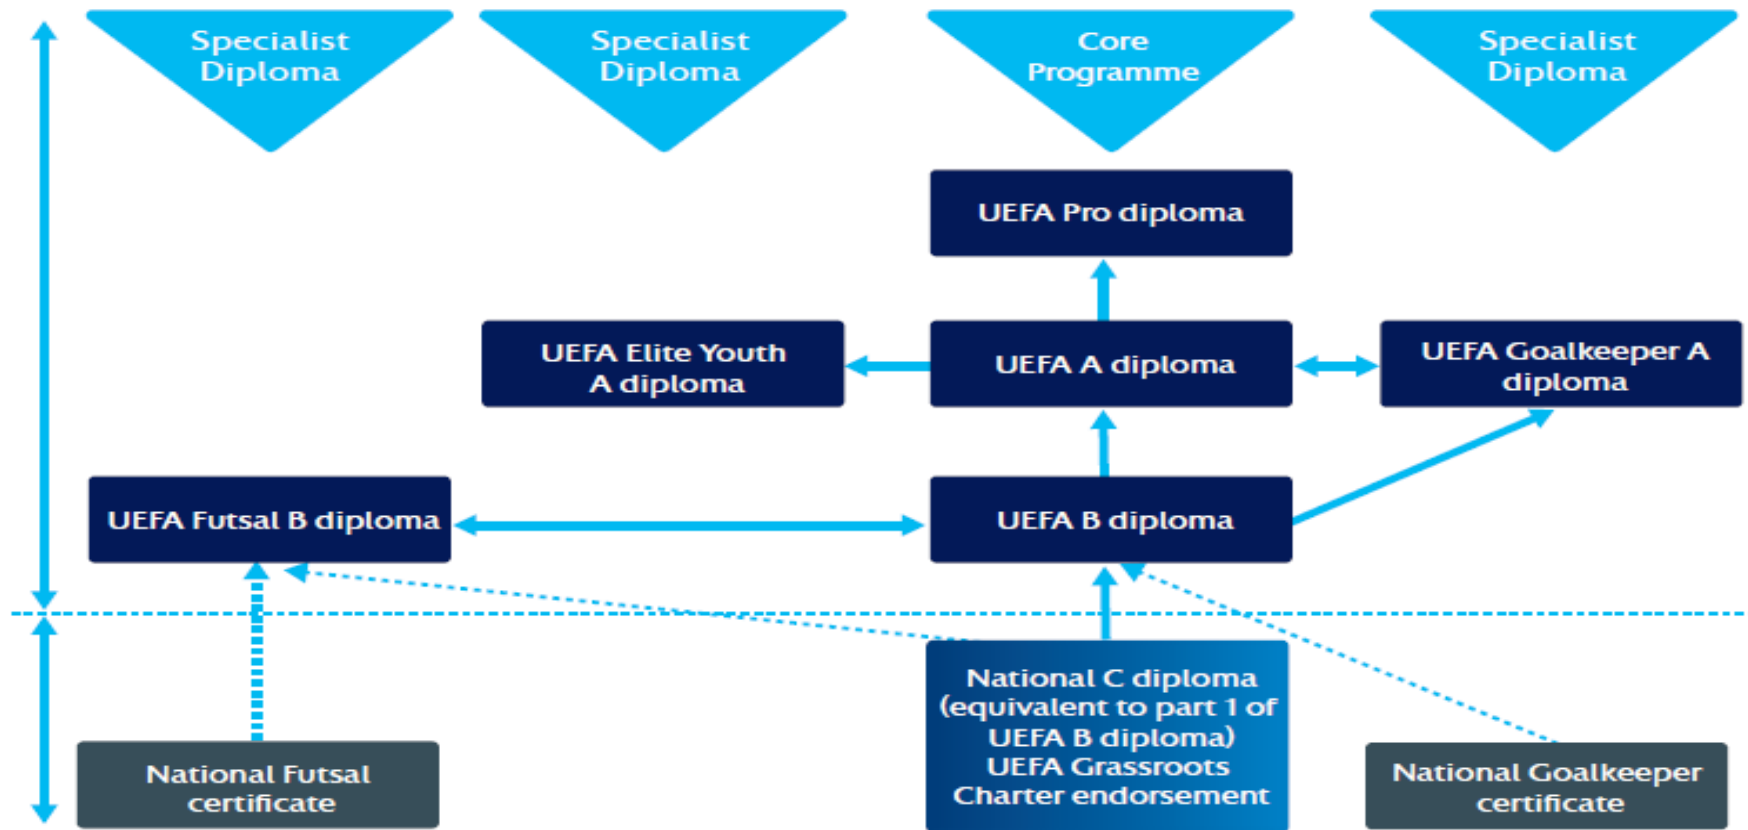 Specialist
Diploma
Specialist
Diploma
Core
Programme
Specialist
Diploma
UEFA Pro diploma
UEFA Elite Youth
A diploma
UEFA A diploma
UEFA Goalkeeper A
diploma
UEFA Futsal B diploma
UEFA B diploma
National Futsal
certificate
National C diploma
(equivalent to part 1 of
UEFA B diploma)
UEFA Grassroots
Charter endorsement
National Goalkeeper
certificate